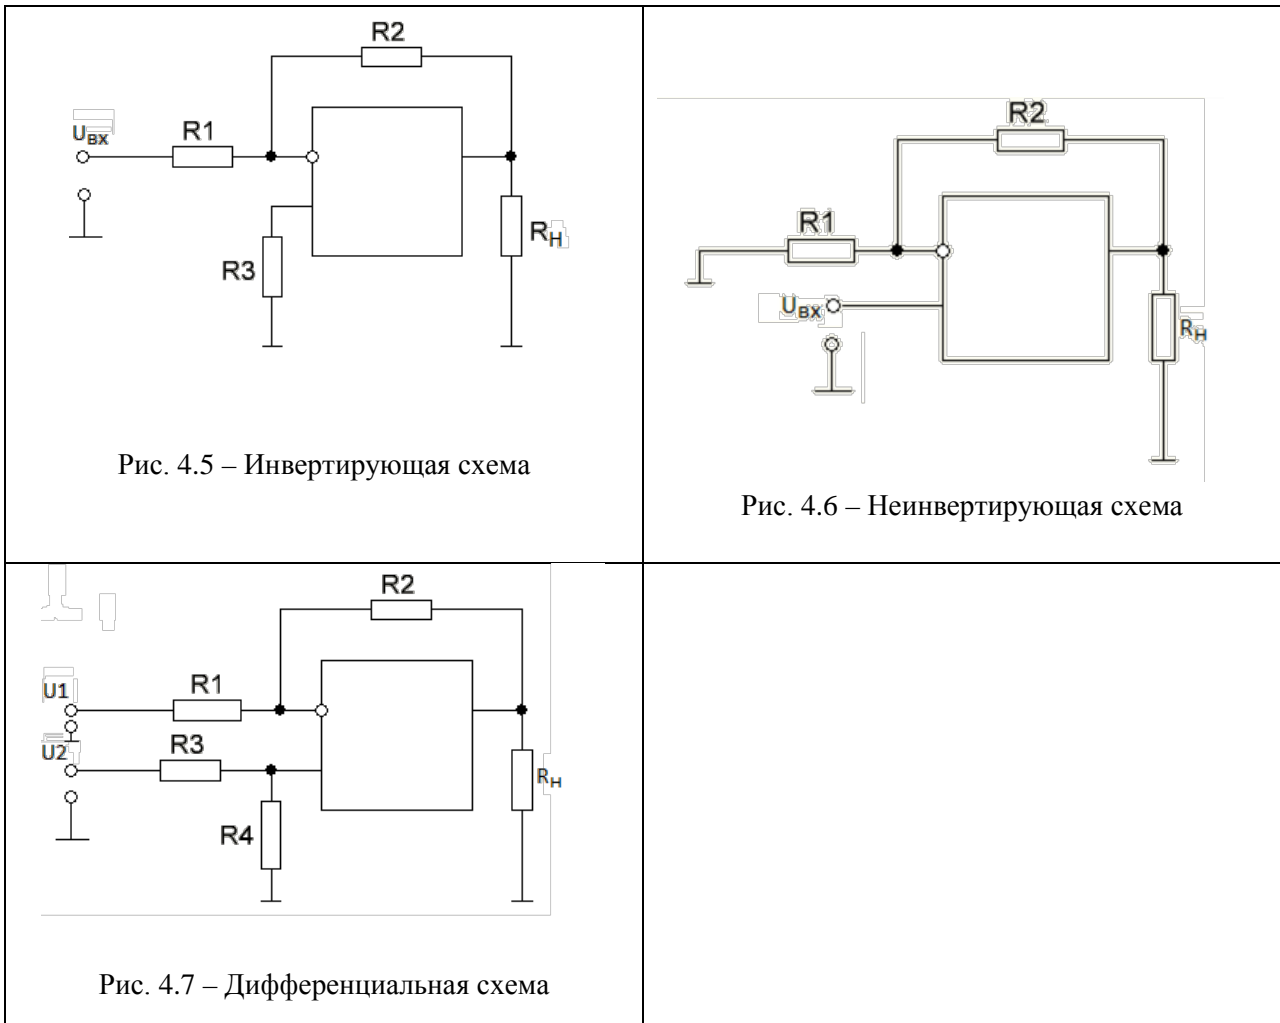 R2
U_BX
R1
R_H
R3
Рис. 4.5 – Инвертирующая схема
R2
R1
U_BX
R_H
Рис. 4.6 – Неинвертирующая схема
R2
U1
R1
U2
R3
R_H
R4
Рис. 4.7 – Дифференциальная схема